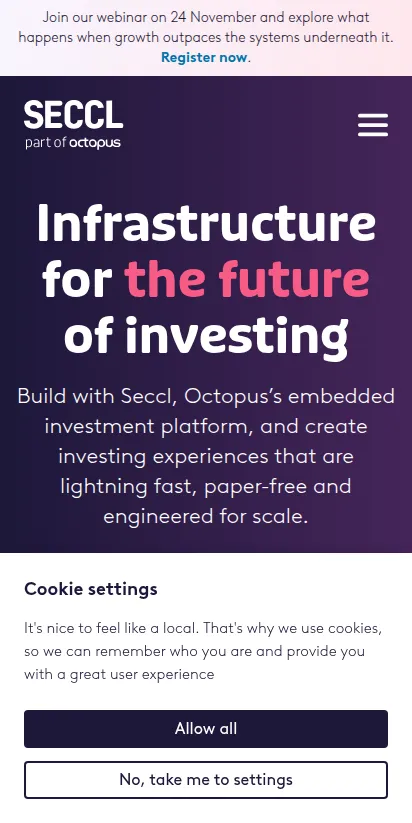 Join our webinar on 24 November and explore what
happens when growth outpaces the systems underneath it.
Register now.
SECCL
part of octopus
Infrastructure
for the future
of investing
Build with Seccl, Octopus’s embedded
investment platform, and create
investing experiences that are
lightning fast, paper-free and
engineered for scale.
Cookie settings
It's nice to feel like a local. That's why we use cookies,
so we can remember who you are and provide you
with a great user experience
Allow all
No, take me to settings